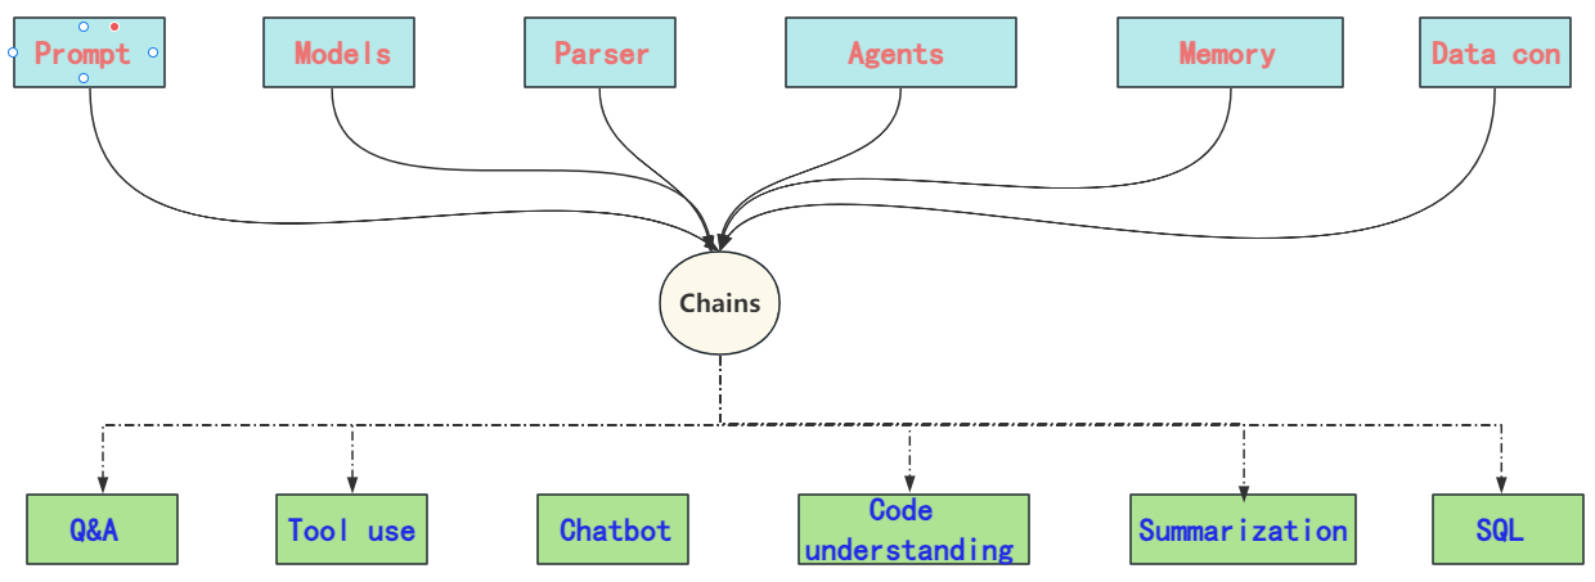 Prompt
Models
Parser
Agents
Memory
Data con
Chains
Q&A
Tool use
Chatbot
Code
understanding
Summarization
SQL